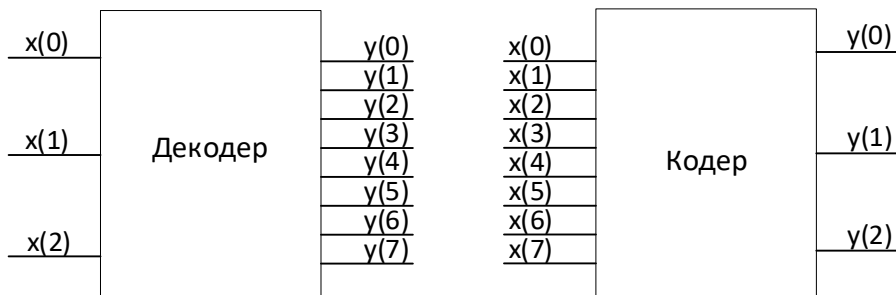 x(0)
x(1)
x(2)
Декодер
y(0)
y(1)
y(2)
y(3)
y(4)
y(5)
y(6)
y(7)
x(0)
x(1)
x(2)
x(3)
x(4)
x(5)
x(6)
x(7)
Кодер
y(0)
y(1)
y(2)